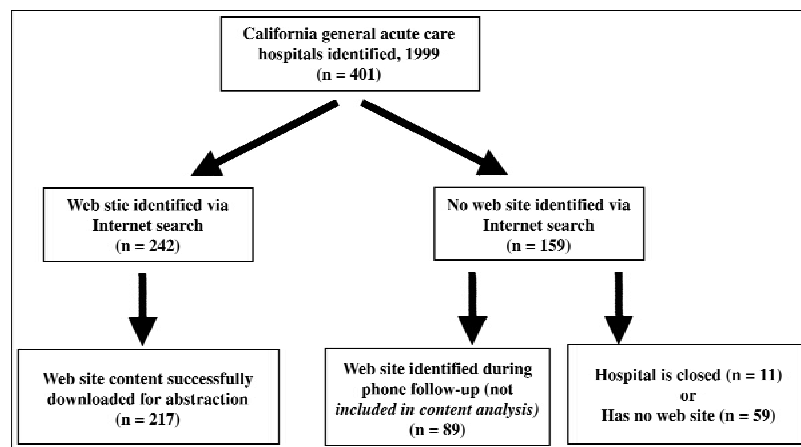 California general acute care
hospitals identified, 1999
(n = 401)
Web stie identified via
Internet search
(n = 242)
No web site identified via
Internet search
(n = 159)
Web site content successfully
downloaded for abstraction
(n = 217)
Web site identified during
phone follow-up (not
included in content analysis)
(n = 89)
Hospital is closed (n = 11)
or
Has no web site (n = 59)